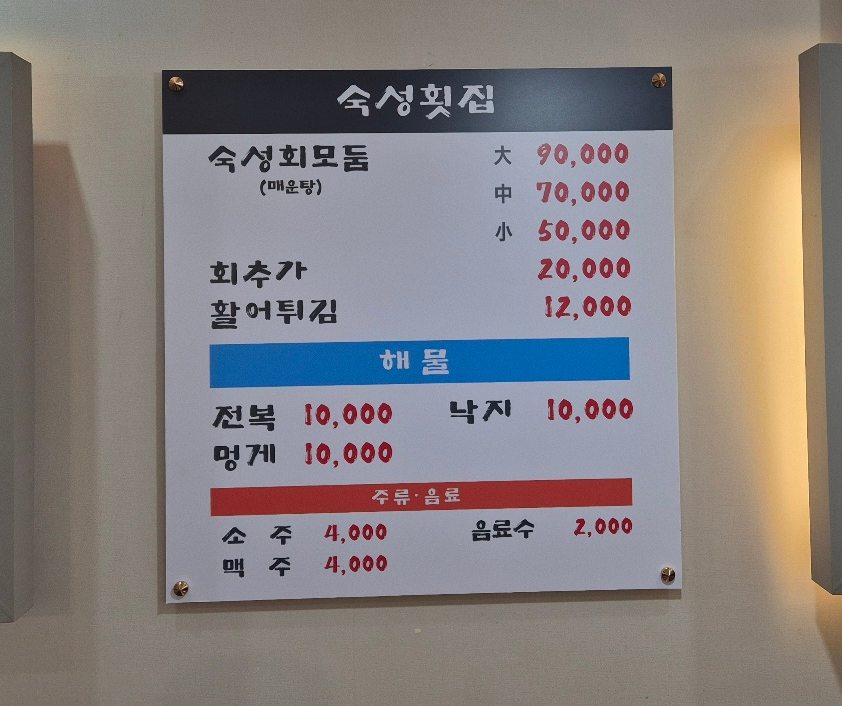 숙성횟집
숙성회모둠 大 90,000
(매운탕) 中 70,000
小 50,000
회추가 20,000
활어튀김 12,000
해물
전복 10,000 낙지 10,000
멍게 10,000
주류·음료
소주 4,000 음료수 2,000
맥주 4,000